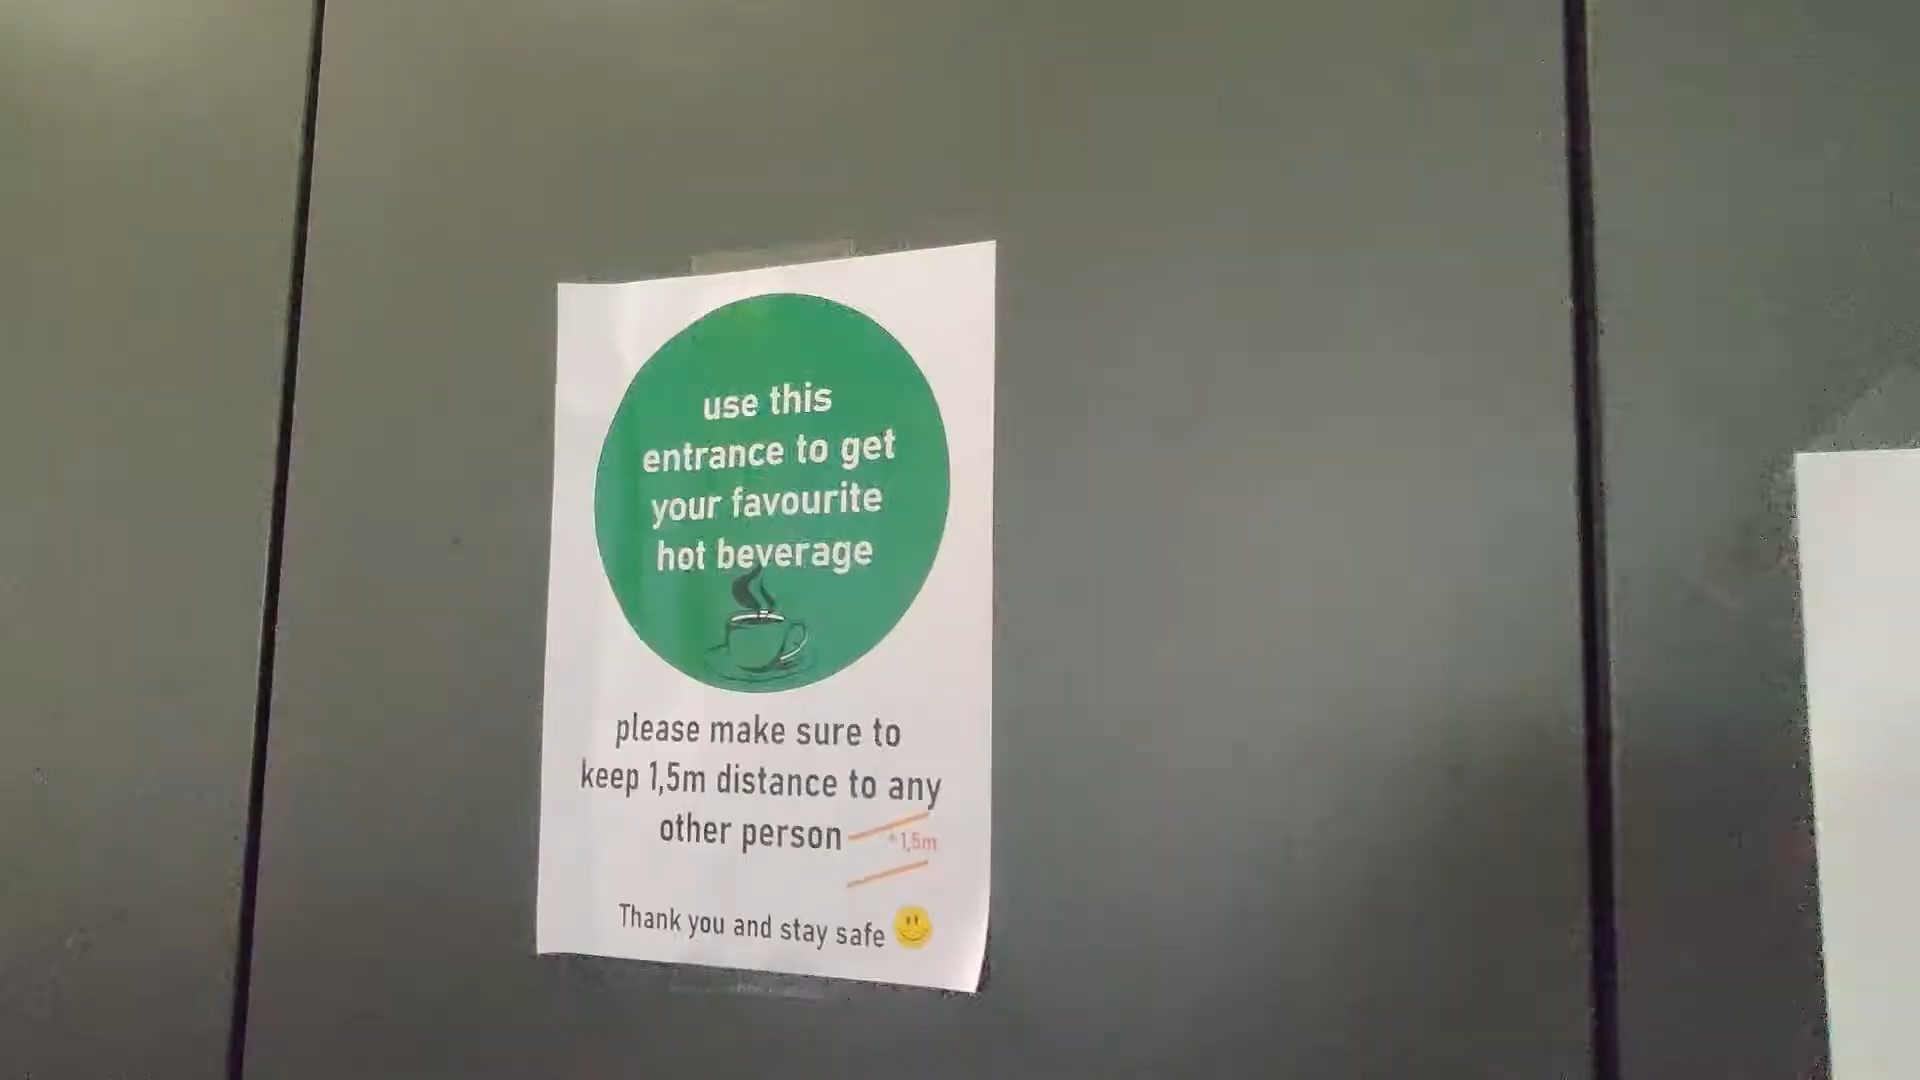 use this
entrance to get
your favourite
hot beverage
please make sure to
keep 1,5m distance to any
other person
1,5m
Thank you and stay safe